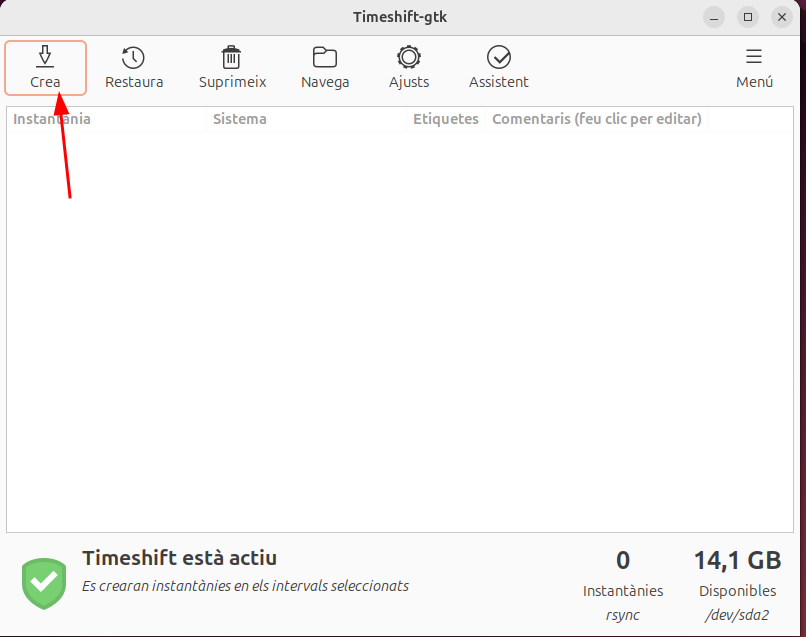 Timeshift-gtk
Crea Restaura Suprimeix Navega Ajusts Assistent Menú
Instantània Sistema Etiquetes Comentaris (feu clic per editar)
Timeshift està actiu
Es crearan instantànies en els intervals seleccionats
0 14,1 GB
Instantànies Disponibles
rsync /dev/sda2